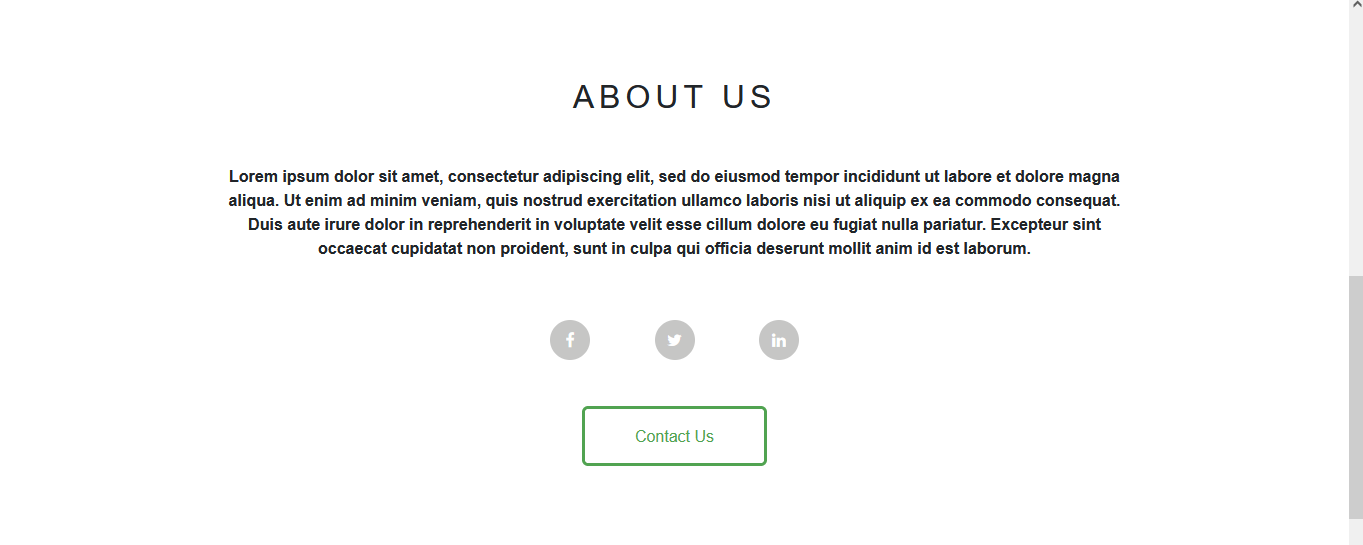 ABOUT US
Lorem ipsum dolor sit amet, consectetur adipiscing elit, sed do eiusmod tempor incididunt ut labore et dolore magna
aliqua. Ut enim ad minim veniam, quis nostrud exercitation ullamco laboris nisi ut aliquip ex ea commodo consequat.
Duis aute irure dolor in reprehenderit in voluptate velit esse cillum dolore eu fugiat nulla pariatur. Excepteur sint
occaecat cupidatat non proident, sunt in culpa qui officia deserunt mollit anim id est laborum.
Contact Us